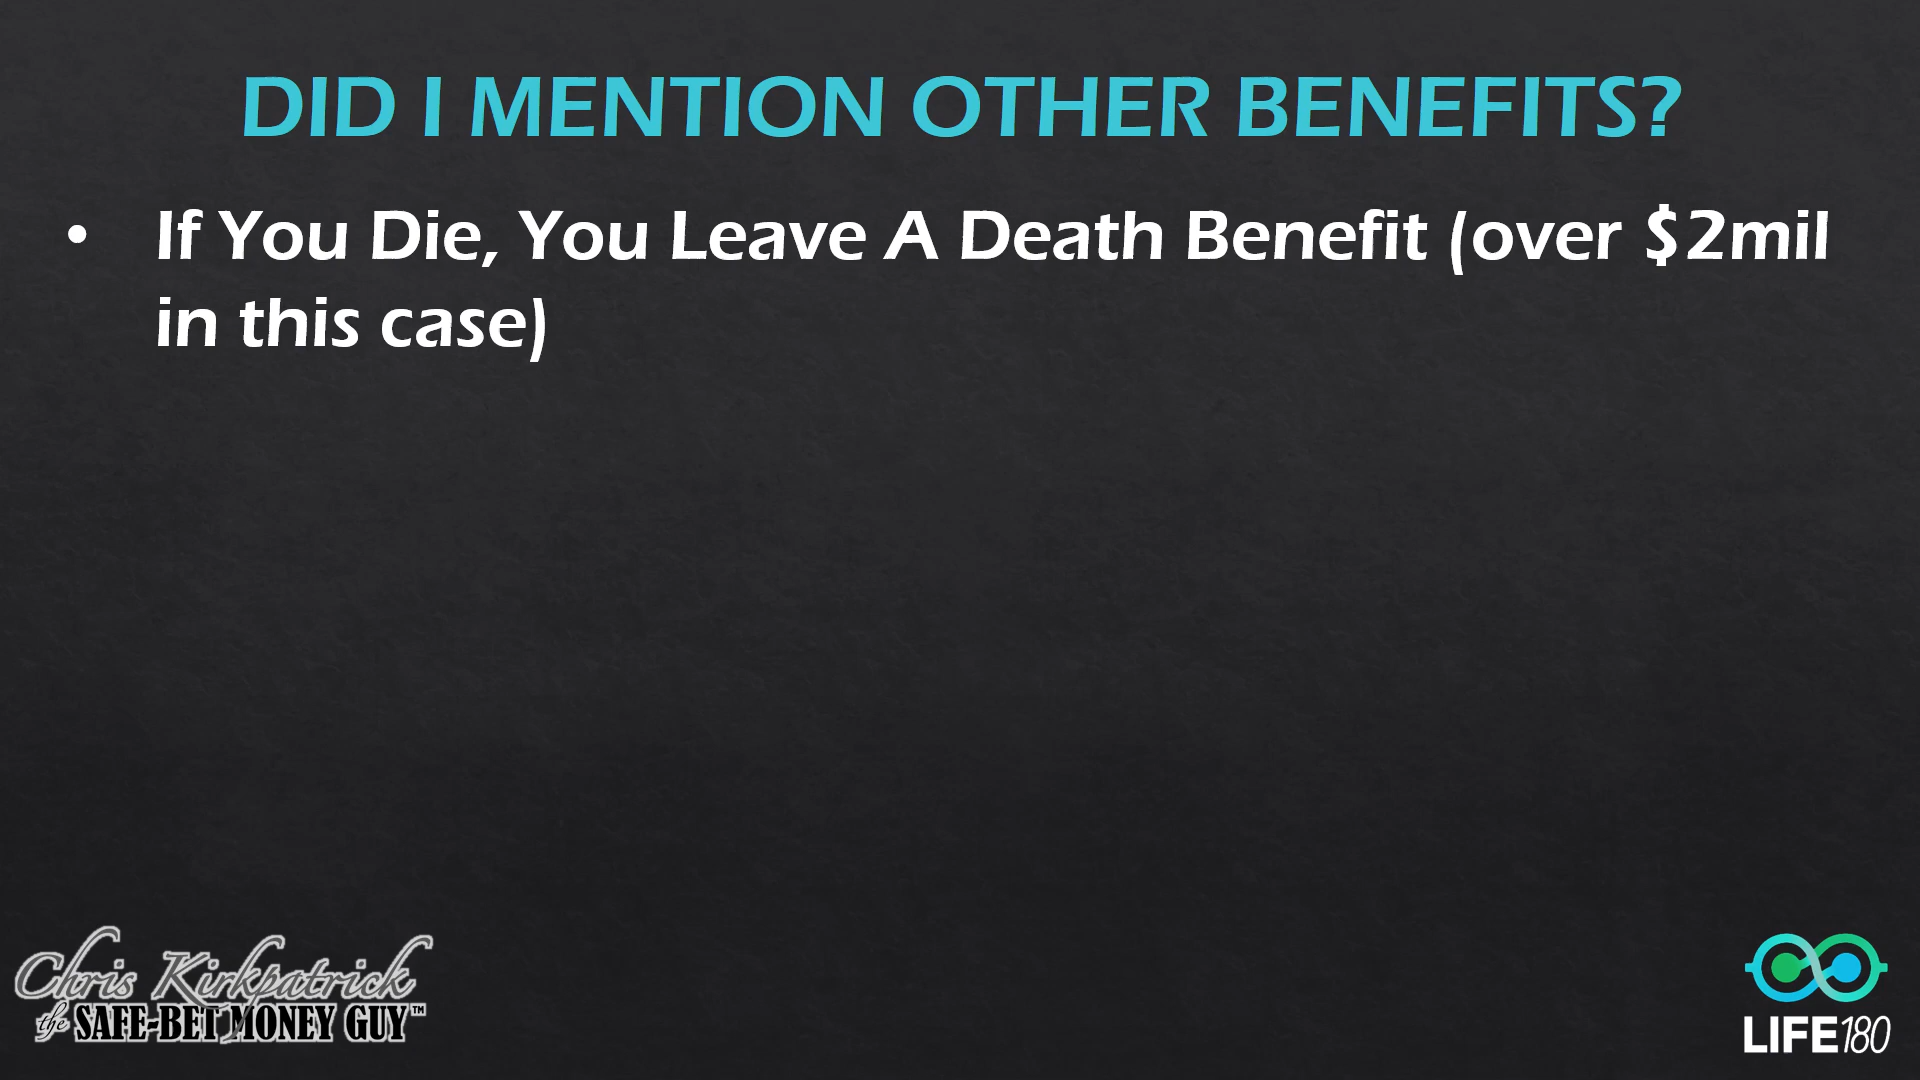 DID I MENTION OTHER BENEFITS?
• If You Die, You Leave A Death Benefit (over $2mil
in this case)
Chris Kirkpatrick
the SAFE-BET MONEY GUY™
LIFE180